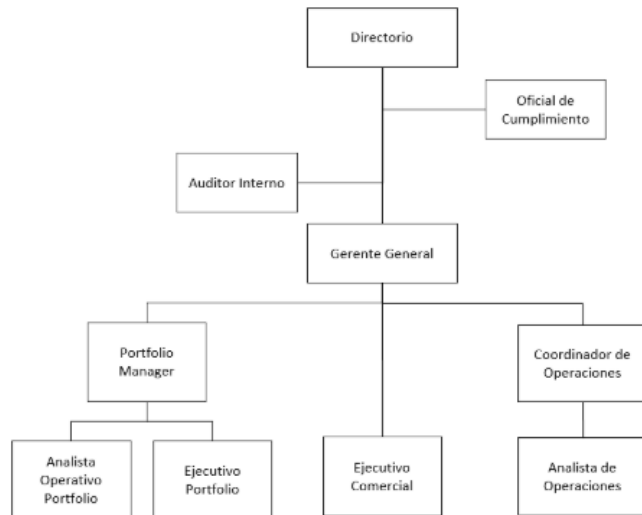 Directorio
Oficial de
Cumplimiento
Auditor Interno
Gerente General
Portfolio
Manager
Coordinador de
Operaciones
Analista
Operativo
Portfolio
Ejecutivo
Portfolio
Ejecutivo
Comercial
Analista de
Operaciones